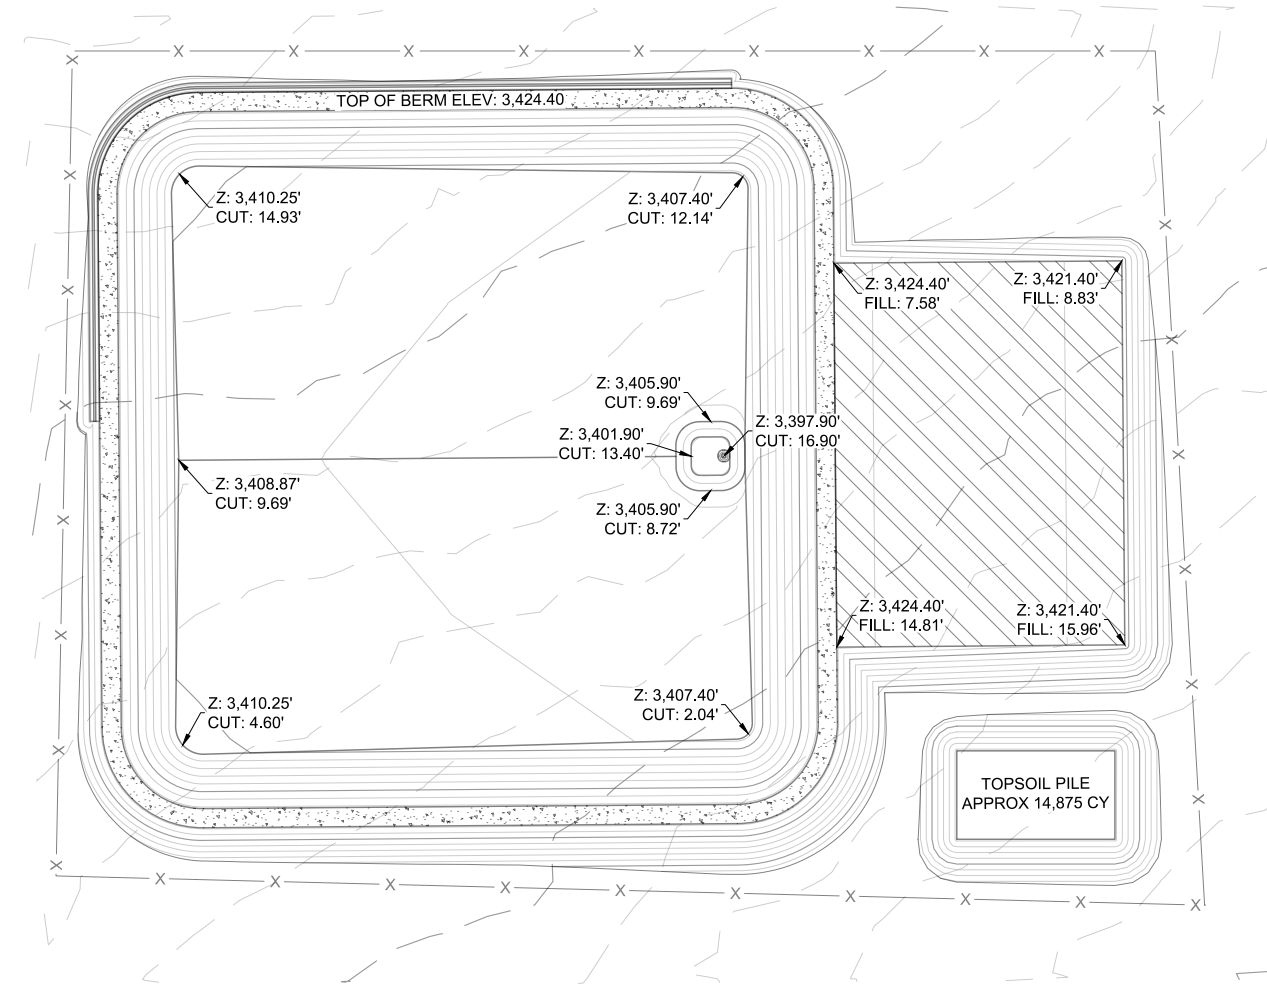 TOP OF BERM ELEV: 3,424.40
Z: 3,410.25'
CUT: 14.93'
Z: 3,407.40'
CUT: 12.14'
Z: 3,424.40'
FILL: 7.58'
Z: 3,421.40'
FILL: 8.83'
Z: 3,405.90'
CUT: 9.69'
Z: 3,401.90'
CUT: 13.40'
Z: 3,397.90'
CUT: 16.90'
Z: 3,408.87'
CUT: 9.69'
Z: 3,405.90'
CUT: 8.72'
Z: 3,424.40'
FILL: 14.81'
Z: 3,421.40'
FILL: 15.96'
Z: 3,410.25'
CUT: 4.60'
Z: 3,407.40'
CUT: 2.04'
TOPSOIL PILE
APPROX 14,875 CY